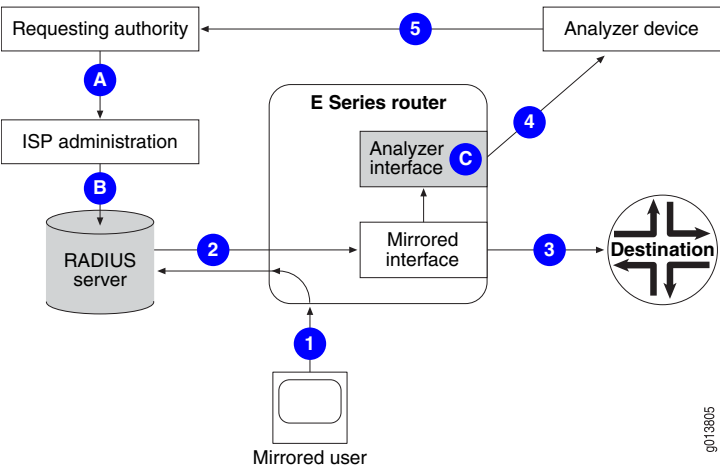 Requesting authority
5
Analyzer device
A
E Series router
4
ISP administration
Analyzer
interface
C
B
RADIUS
server
2
Mirrored
interface
3
Destination
1
Mirrored user
g013805